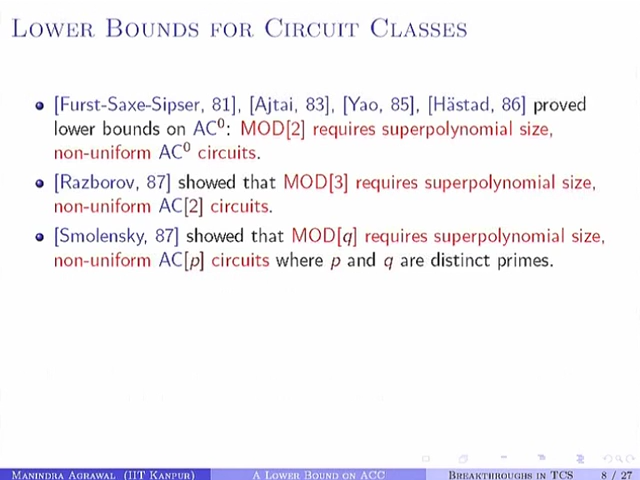 LOWER BOUNDS FOR CIRCUIT CLASSES
[Furst-Saxe-Sipser, 81], [Ajtai, 83], [Yao, 85], [Håstad, 86] proved
lower bounds on AC⁰: MOD[2] requires superpolynomial size,
non-uniform AC⁰ circuits.
[Razborov, 87] showed that MOD[3] requires superpolynomial size,
non-uniform AC[2] circuits.
[Smolensky, 87] showed that MOD[q] requires superpolynomial size,
non-uniform AC[p] circuits where p and q are distinct primes.
MANINDRA AGRAWAL (IIT KANPUR) A LOWER BOUND ON ACC BREAKTHROUGHS IN TCS 8 / 27